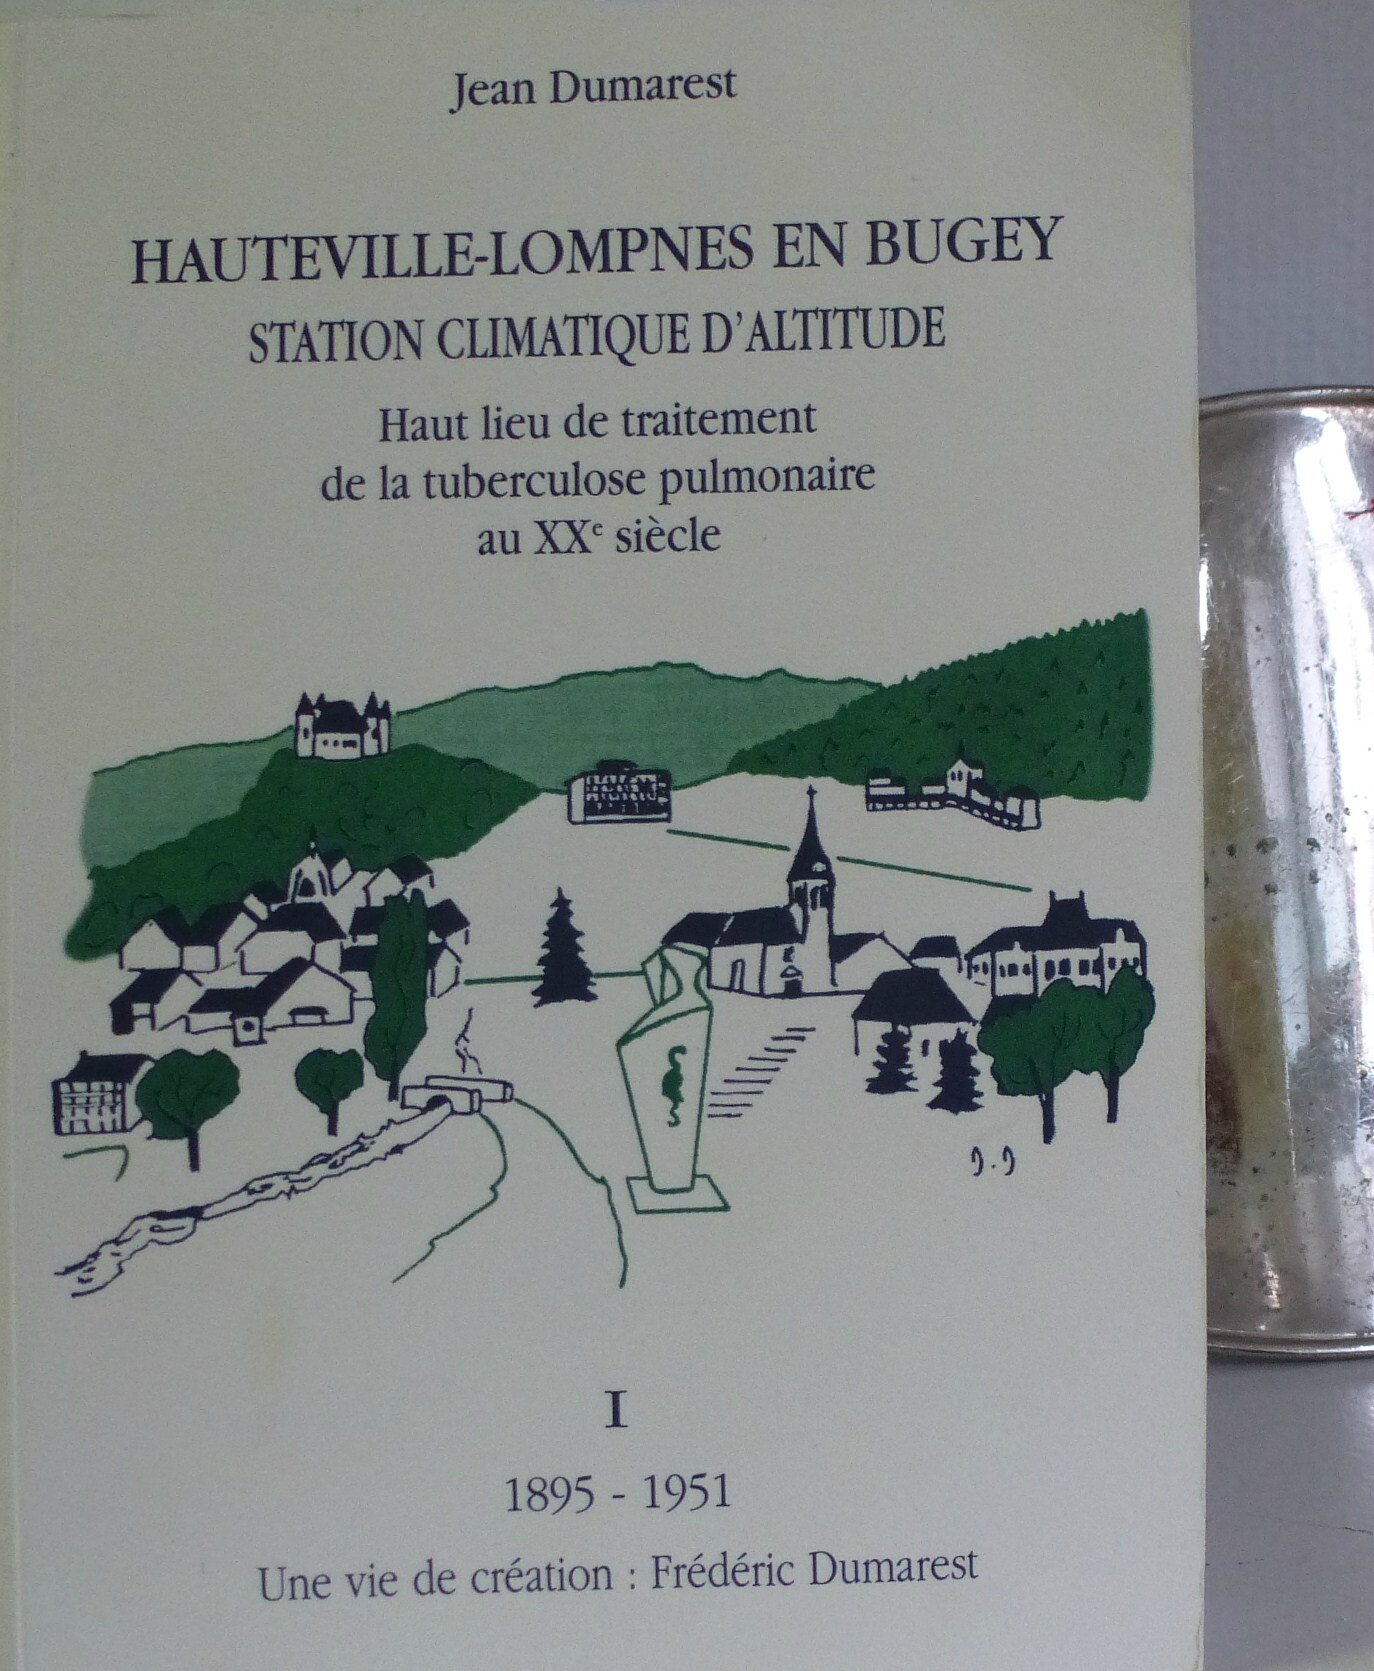 Jean Dumarest
HAUTEVILLE-LOMPNES EN BUGEY
STATION CLIMATIQUE D'ALTITUDE
Haut lieu de traitement
de la tuberculose pulmonaire
au XXe siècle
J.J
I
1895 - 1951
Une vie de création : Frédéric Dumarest